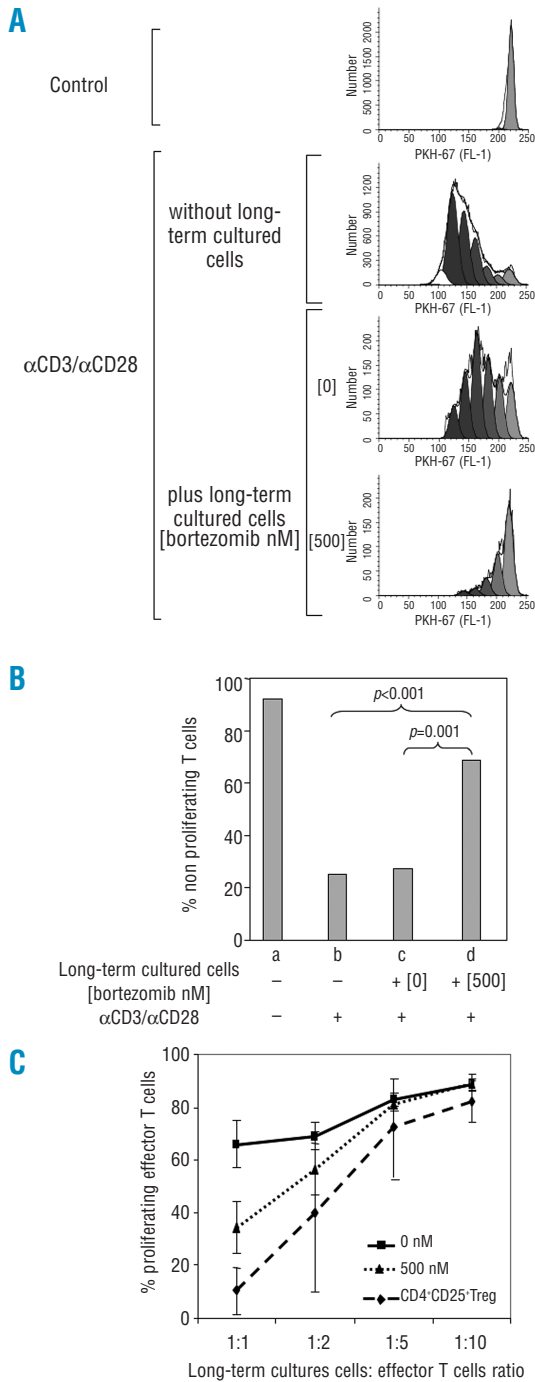 A
Control
Number
0 500 1000 1500 2000
0 50 100 150 200 250
PKH-67 (FL-1)
αCD3/αCD28
without long-
term cultured
cells
Number
0 300 600 900 1200
0 50 100 150 200 250
PKH-67 (FL-1)
plus long-term
cultured cells
[bortezomib nM]
[0]
Number
0 50 100 150 200
0 50 100 150 200 250
PKH-67 (FL-1)
[500]
Number
0 50 100 150 200
0 50 100 150 200 250
PKH-67 (FL-1)
B
% non proliferating T cells
100
80
60
40
20
0
p<0.001
p=0.001
a b c d
Long-term cultured cells
[bortezomib nM]
– – + [0] + [500]
αCD3/αCD28 – + + +
C
% proliferating effector T cells
100
80
60
40
20
0
0 nM
500 nM
CD4+CD25+Treg
1:1 1:2 1:5 1:10
Long-term cultures cells: effector T cells ratio